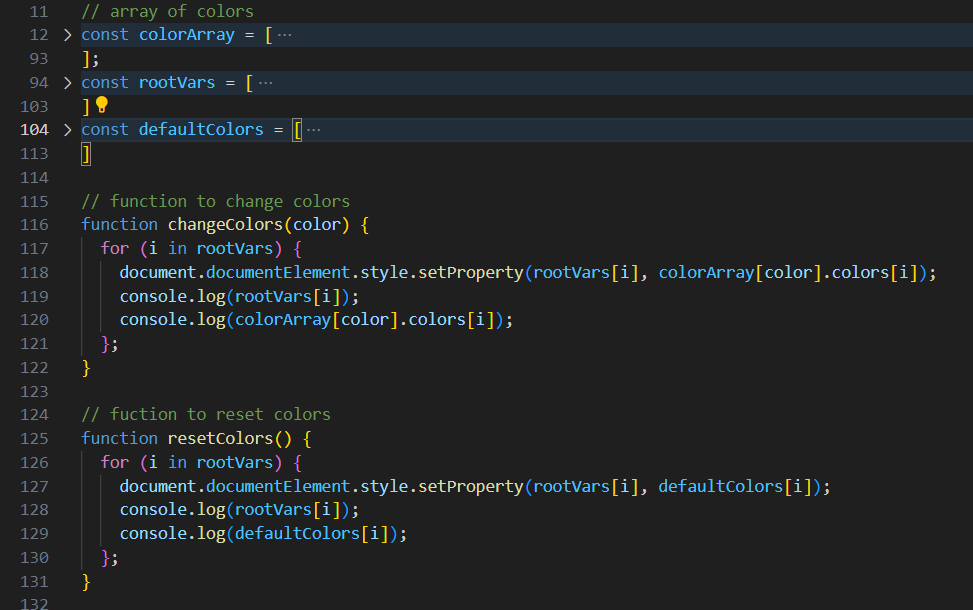 11 // array of colors
12 > const colorArray = [ ···
93 ];
94 > const rootVars = [ ···
103 ]
104 > const defaultColors = [ ···
113 ]
114
115 // function to change colors
116 function changeColors(color) {
117   for (i in rootVars) {
118     document.documentElement.style.setProperty(rootVars[i], colorArray[color].colors[i]);
119     console.log(rootVars[i]);
120     console.log(colorArray[color].colors[i]);
121   };
122 }
123
124 // fuction to reset colors
125 function resetColors() {
126   for (i in rootVars) {
127     document.documentElement.style.setProperty(rootVars[i], defaultColors[i]);
128     console.log(rootVars[i]);
129     console.log(defaultColors[i]);
130   };
131 }
132